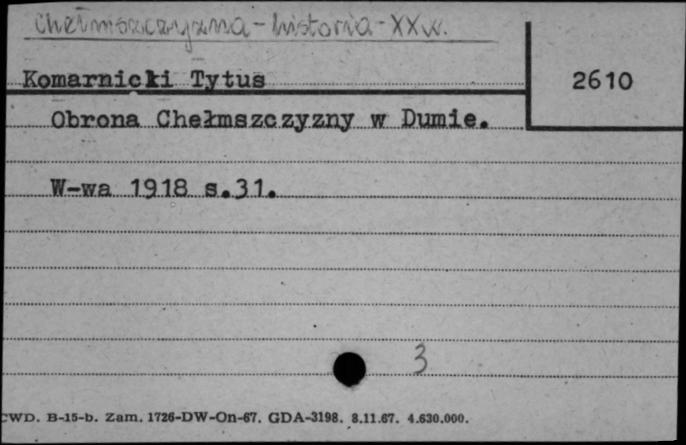 Chełmszczyzna - historia - XX w.
Komarnicki Tytus
2610
Obrona Chełmszczyzny w Dumie.
W-wa 1918 s.31.
3
CWD. B-15-b. Zam. 1726-DW-On-67. GDA-3198. 8.11.67. 4.630.000.